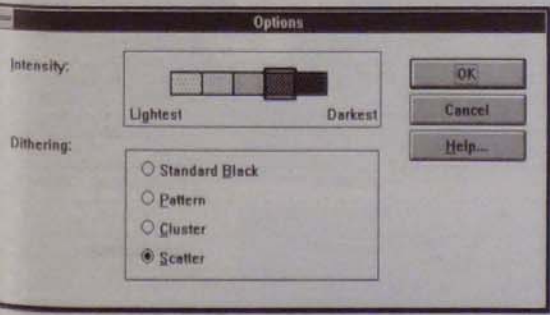 Options
Intensity:
Lightest Darkest
OK
Cancel
Help...
Dithering:
Standard Black
Pattern
Cluster
Scatter